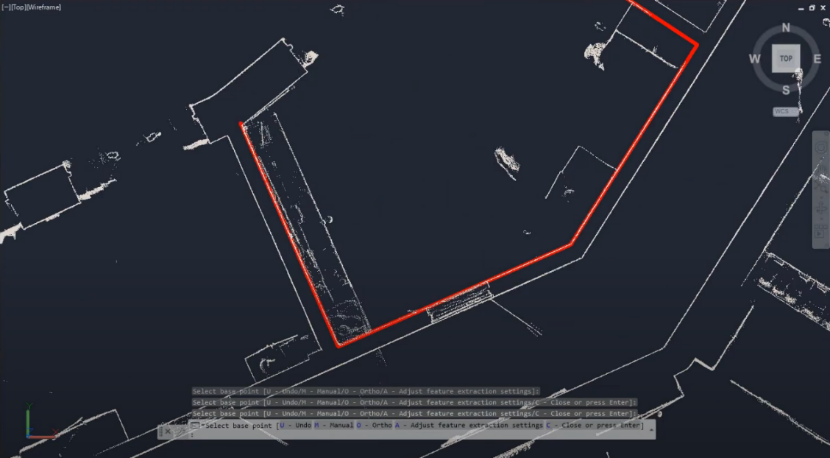 [−][Top][Wireframe]
N
W
TOP
E
S
WCS
Select base point [U - Undo/M - Manual/O - Ortho/A - Adjust feature extraction settings]:
Select base point [U - Undo/M - Manual/O - Ortho/A - Adjust feature extraction settings/C - Close or press Enter]:
Select base point [U - Undo/M - Manual/O - Ortho/A - Adjust feature extraction settings/C - Close or press Enter]:
Select base point [U - Undo M - Manual O - Ortho A - Adjust feature extraction settings C - Close or press Enter]